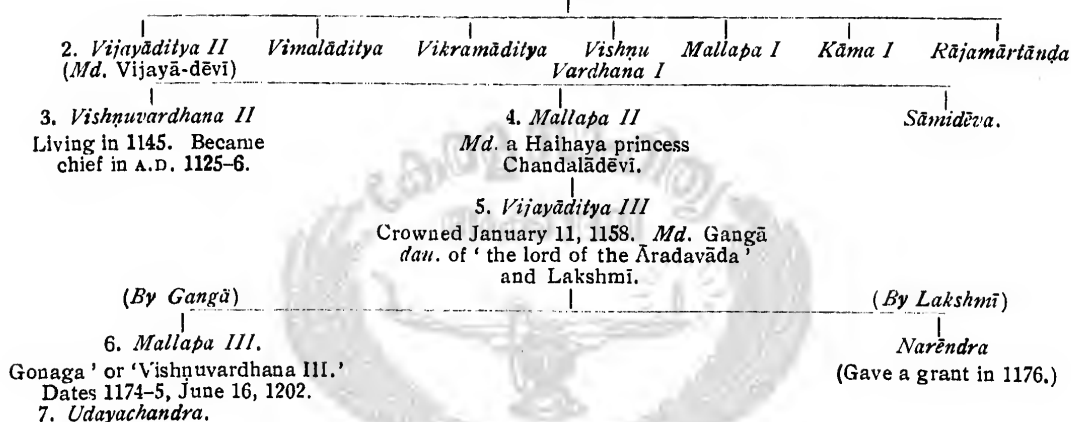 2. Vijayāditya II Vimalāditya Vikramāditya Vishṇu Mallapa I Kāma I Rājamārtāṇḍa
(Md. Vijayā-dēvī) Vardhana I
3. Vishṇuvardhana II 4. Mallapa II Sāmidēva.
Living in 1145. Became Md. a Haihaya princess
chief in A.D. 1125–6. Chandalādēvī.
5. Vijayāditya III
Crowned January 11, 1158. Md. Gangā
dau. of ‘ the lord of the Āradavāda ’
and Lakshmī.
(By Gangā) (By Lakshmī)
6. Mallapa III. Narēndra
Gonaga ’ or ‘Vishṇuvardhana III.’ (Gave a grant in 1176.)
Dates 1174–5, June 16, 1202.
7. Udayachandra.